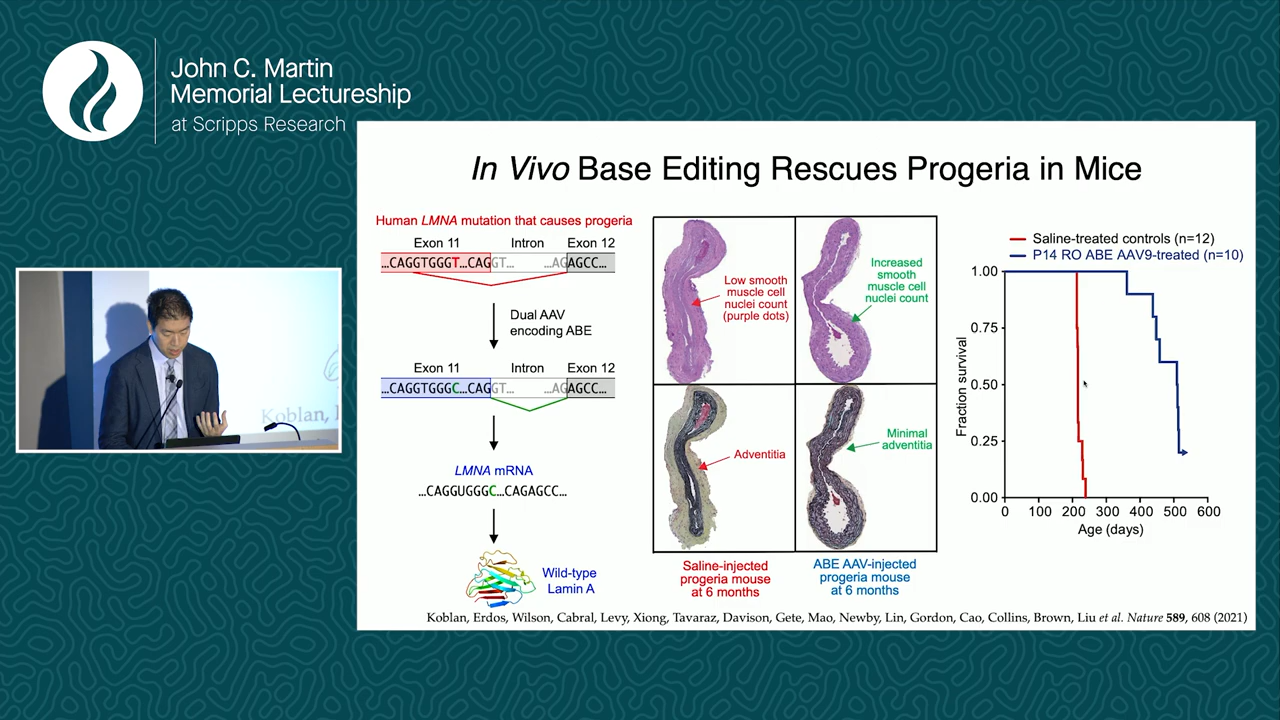 John C. Martin
Memorial Lectureship
at Scripps Research
In Vivo Base Editing Rescues Progeria in Mice
Human LMNA mutation that causes progeria
Exon 11 Intron Exon 12
...CAGGTGGGT...CAGGT... ...AGAGCC...
Dual AAV
encoding ABE
Exon 11 Intron Exon 12
...CAGGTGGGC...CAGGT... ...AGAGCC...
LMNA mRNA
...CAGGUGGGC...CAGAGCC...
Wild-type
Lamin A
Low smooth
muscle cell
nuclei count
(purple dots)
Increased
smooth
muscle cell
nuclei count
Adventitia
Minimal
adventitia
Saline-injected
progeria mouse
at 6 months
ABE AAV-injected
progeria mouse
at 6 months
Saline-treated controls (n=12)
P14 RO ABE AAV9-treated (n=10)
Fraction survival
1.00
0.75
0.50
0.25
0.00
0 100 200 300 400 500 600
Age (days)
Koblan, Erdos, Wilson, Cabral, Levy, Xiong, Tavaraz, Davison, Gete, Mao, Newby, Lin, Gordon, Cao, Collins, Brown, Liu et al. Nature 589, 608 (2021)
Koblan,